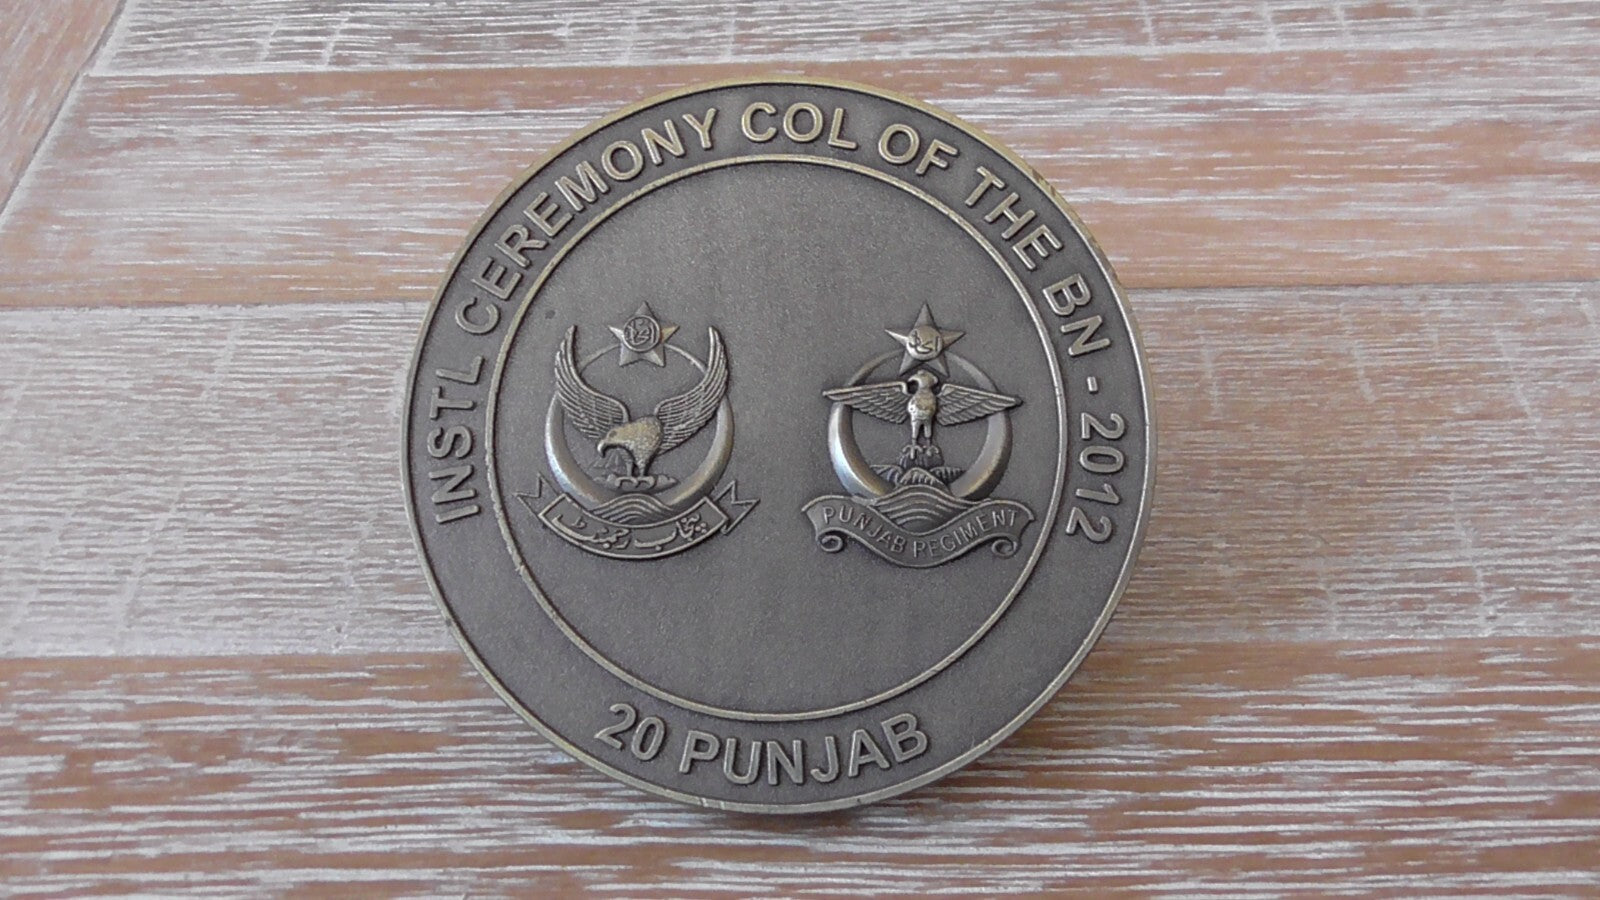 INSTL CEREMONY COL OF THE BN - 2012
پنجاب رجمنٹ
PUNJAB REGIMENT
20 PUNJAB